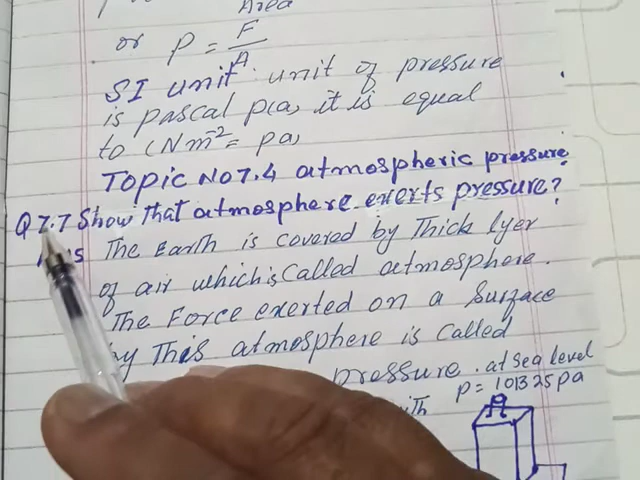 Area
or P = F/A
SI unit. unit of pressure
is pascal p(a, it is equal
to (Nm⁻² = pa,
Topic No 7.4 atmospheric pressure
Q 7.7 Show That atmosphere exerts pressure?
The Earth is covered by Thick lyer
of air which is called atmosphere.
The Force exerted on a Surface
by This atmosphere is called
pressure. at sea level
P = 101325 pa